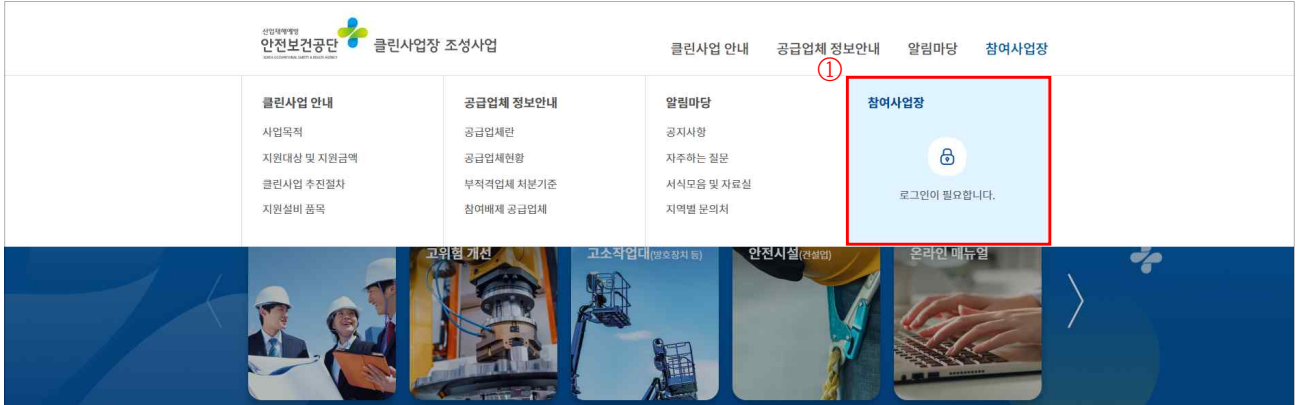 산업재해예방
안전보건공단 클린사업장 조성사업
클린사업 안내 공급업체 정보안내 알림마당 참여사업장
①
클린사업 안내
사업목적
지원대상 및 지원금액
클린사업 추진절차
지원설비 품목
공급업체 정보안내
공급업체란
공급업체현황
부적격업체 처분기준
참여배제 공급업체
알림마당
공지사항
자주하는 질문
서식모음 및 자료실
지역별 문의처
참여사업장
로그인이 필요합니다.
고위험 개선
고소작업대(방호장치 등)
안전시설(건설업)
온라인 매뉴얼